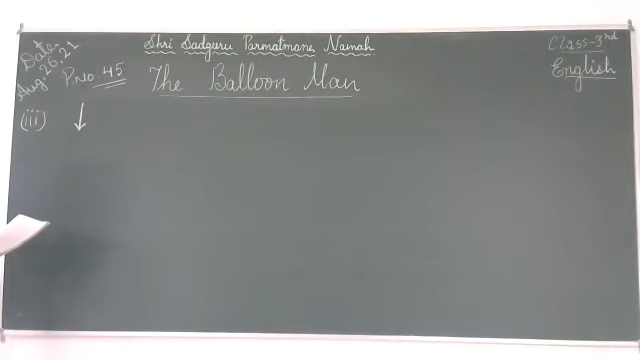 Shri Sadguru Parmatmane Namah
Class-3rd
Date-
Aug. 26, 21
P.No. 45
The Balloon Man
English
(iii) ↓